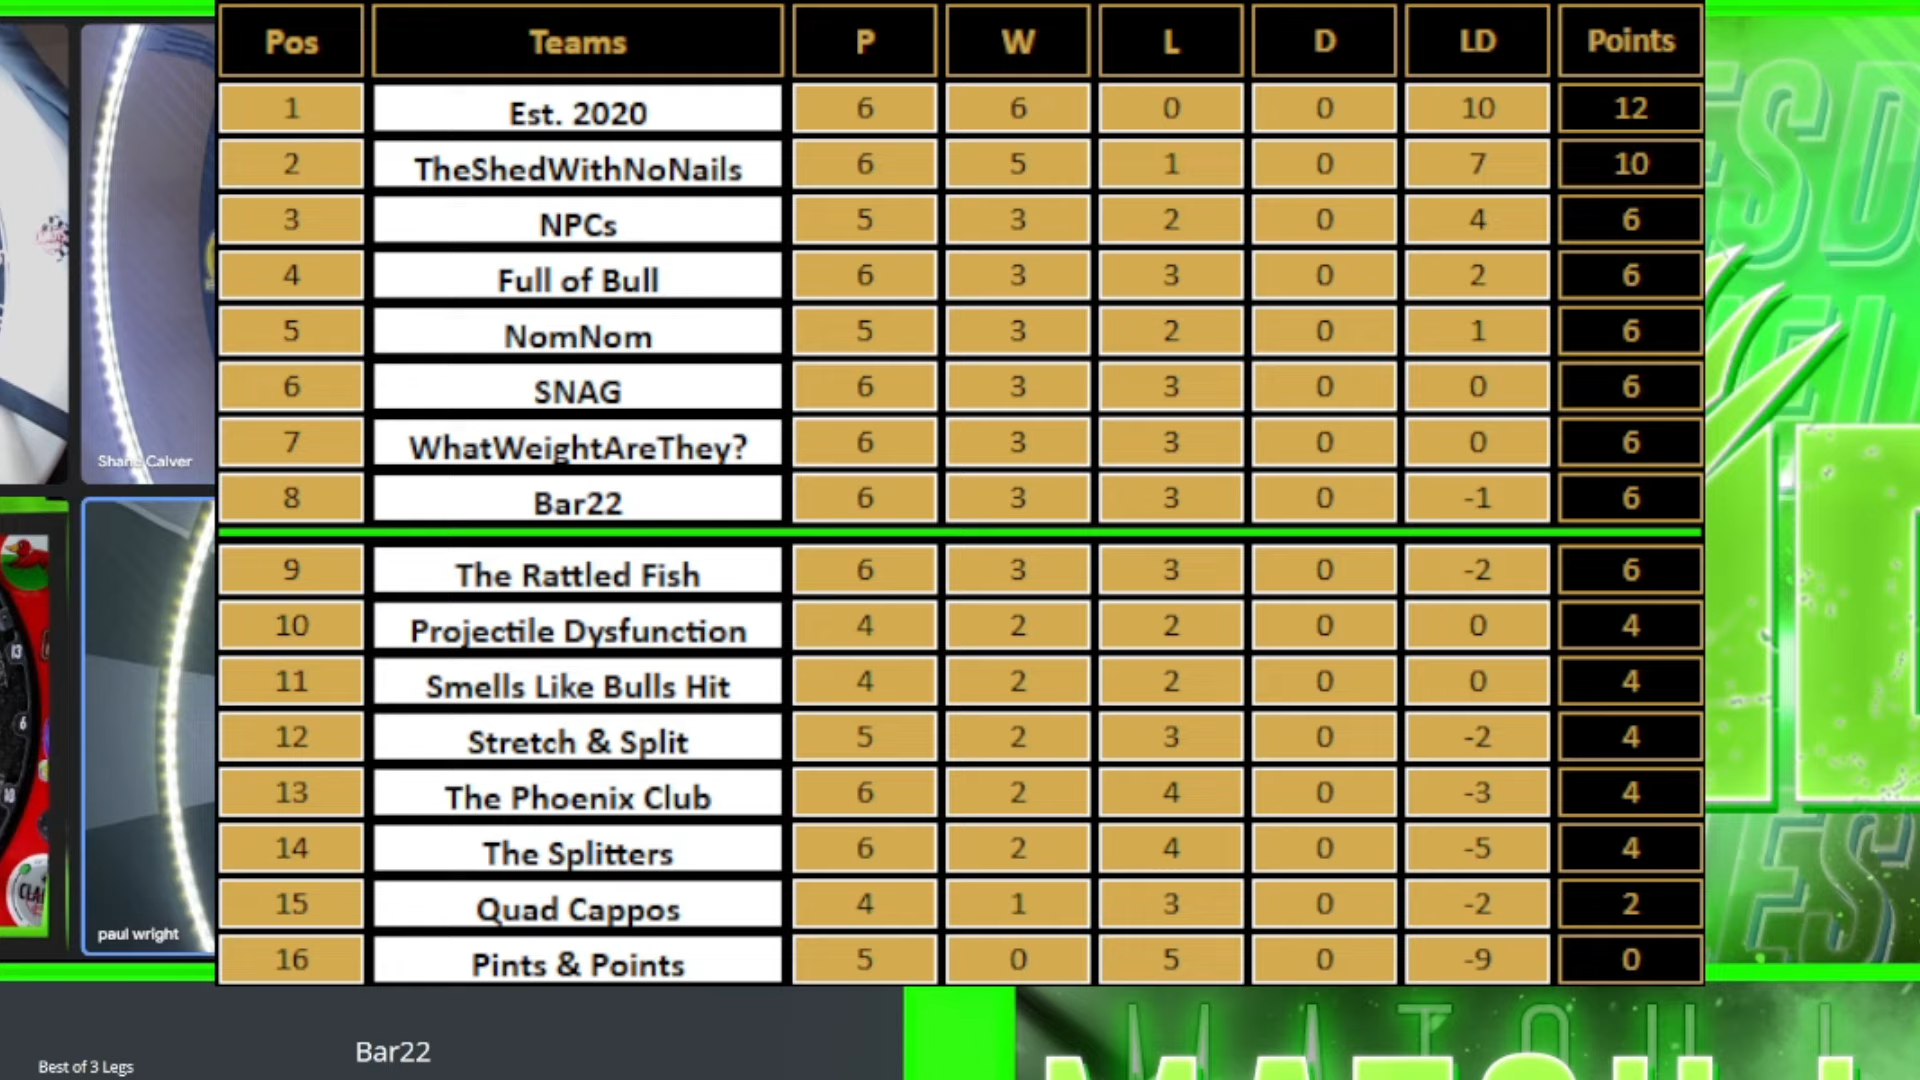 Pos Teams P W L D LD Points
1 Est. 2020 6 6 0 0 10 12
2 TheShedWithNoNails 6 5 1 0 7 10
3 NPCs 5 3 2 0 4 6
4 Full of Bull 6 3 3 0 2 6
5 NomNom 5 3 2 0 1 6
6 SNAG 6 3 3 0 0 6
7 WhatWeightAreThey? 6 3 3 0 0 6
8 Bar22 6 3 3 0 -1 6
9 The Rattled Fish 6 3 3 0 -2 6
10 Projectile Dysfunction 4 2 2 0 0 4
11 Smells Like Bulls Hit 4 2 2 0 0 4
12 Stretch & Split 5 2 3 0 -2 4
13 The Phoenix Club 6 2 4 0 -3 4
14 The Splitters 6 2 4 0 -5 4
15 Quad Cappos 4 1 3 0 -2 2
16 Pints & Points 5 0 5 0 -9 0
Shane Calver
13
6
10
paul wright
Bar22
Best of 3 Legs